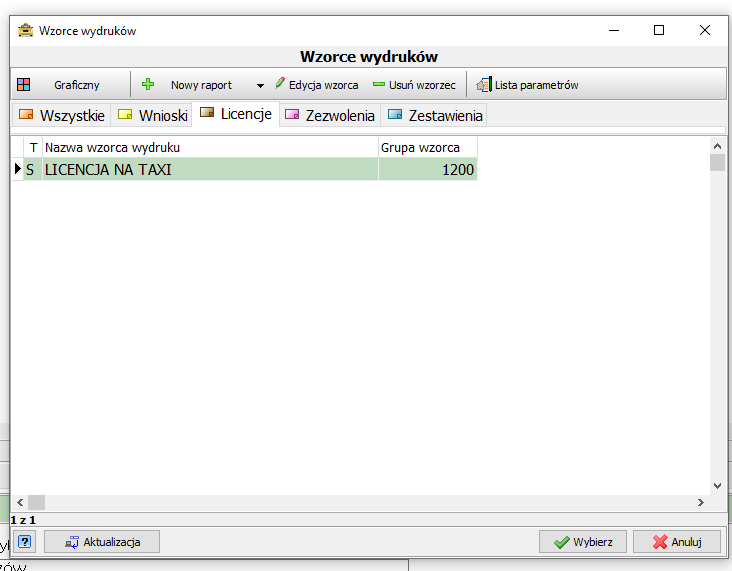 Wzorce wydruków
Wzorce wydruków
Graficzny Nowy raport Edycja wzorca Usuń wzorzec Lista parametrów
Wszystkie Wnioski Licencje Zezwolenia Zestawienia
T Nazwa wzorca wydruku Grupa wzorca
S LICENCJA NA TAXI 1200
1 z 1
? Aktualizacja Wybierz Anuluj